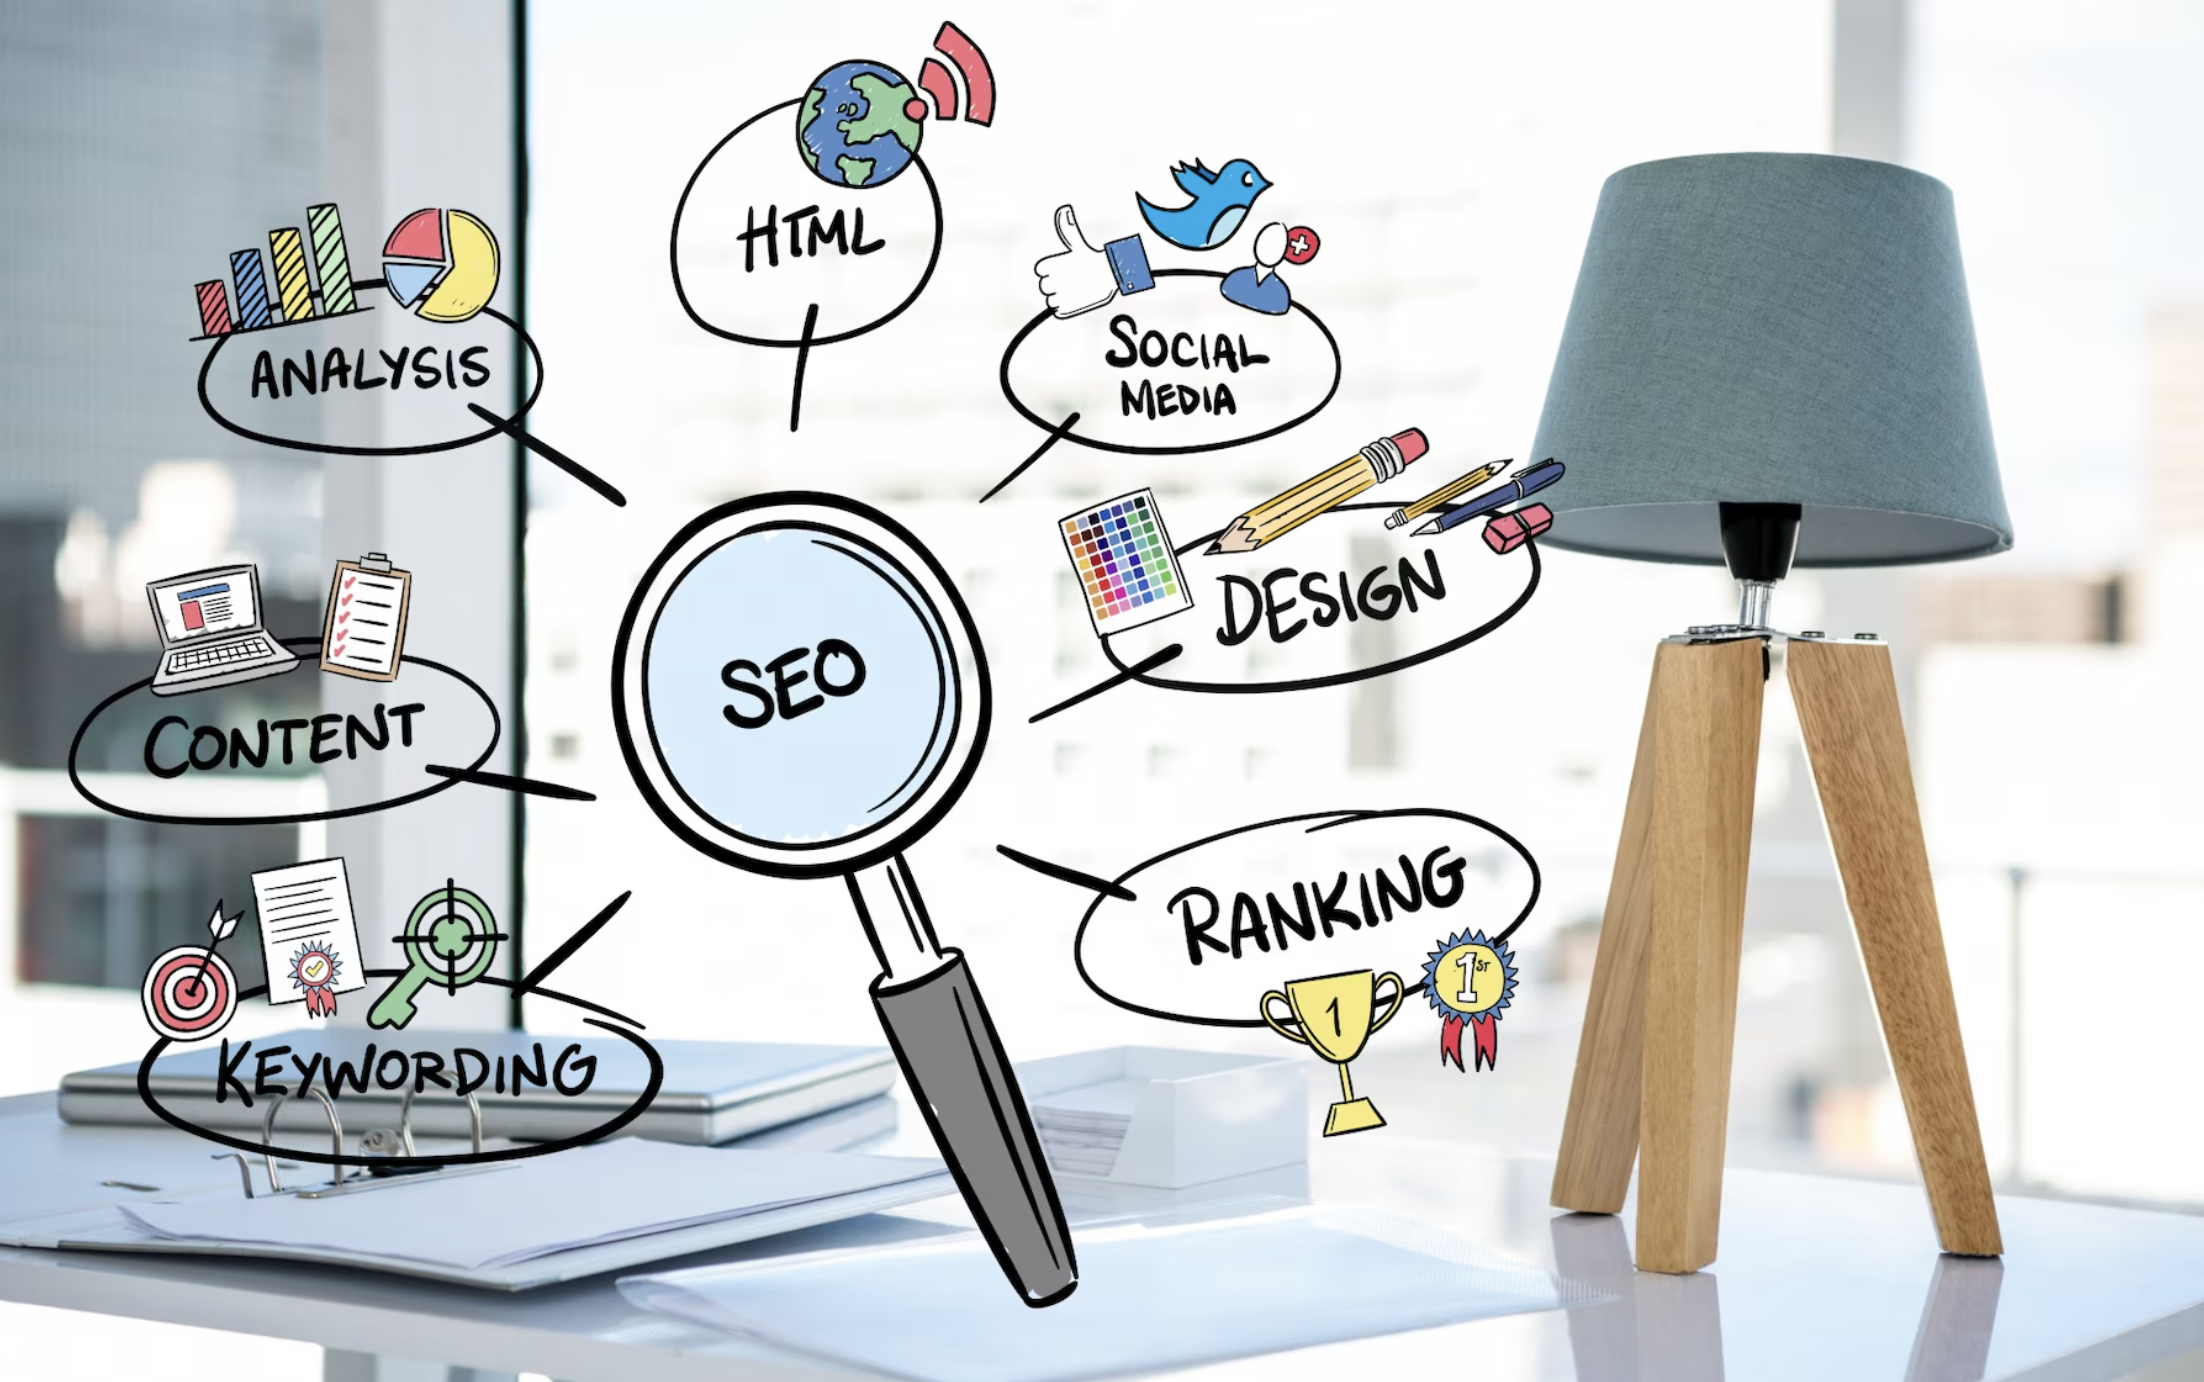 HTML
SOCIAL
MEDIA
ANALYSIS
DESIGN
SEO
CONTENT
RANKING
1
1ST
KEYWORDING